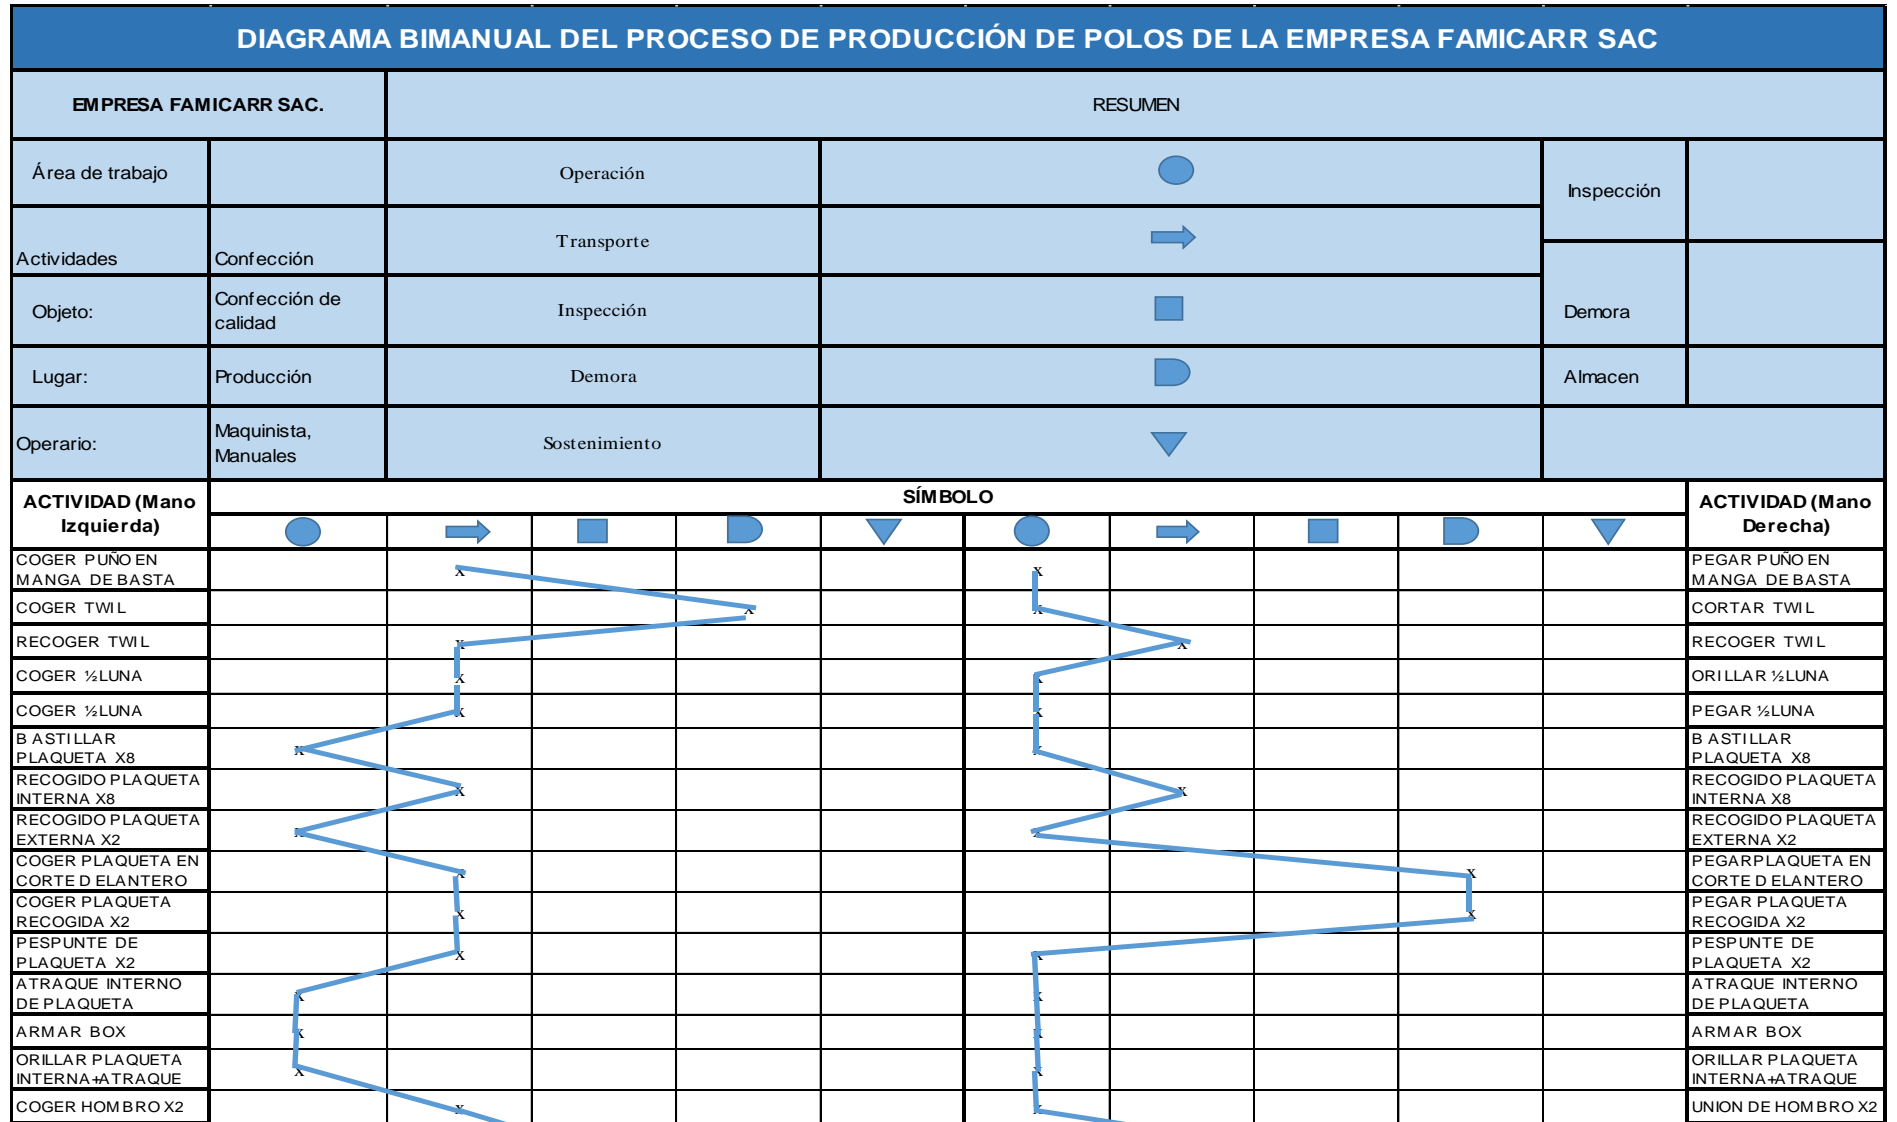 DIAGRAMA BIMANUAL DEL PROCESO DE PRODUCCIÓN DE POLOS DE LA EMPRESA FAMICARR SAC
EMPRESA FAMICARR SAC.
RESUMEN
Área de trabajo
Operación
Inspección
Actividades
Confección
Transporte
Objeto:
Confección de
calidad
Inspección
Demora
Lugar:
Producción
Demora
Almacen
Operario:
Maquinista,
Manuales
Sostenimiento
ACTIVIDAD (Mano
Izquierda)
SÍMBOLO
ACTIVIDAD (Mano
Derecha)
COGER PUÑO EN
MANGA DE BASTA
x
x
PEGAR PUÑO EN
MANGA DE BASTA
COGER TWIL
x
x
CORTAR TWIL
RECOGER TWIL
x
x
RECOGER TWIL
COGER ½LUNA
x
x
ORILLAR ½LUNA
COGER ½LUNA
x
x
PEGAR ½LUNA
BASTILLAR
PLAQUETA X8
x
x
BASTILLAR
PLAQUETA X8
RECOGIDO PLAQUETA
INTERNA X8
x
x
RECOGIDO PLAQUETA
INTERNA X8
RECOGIDO PLAQUETA
EXTERNA X2
x
x
RECOGIDO PLAQUETA
EXTERNA X2
COGER PLAQUETA EN
CORTE DELANTERO
x
x
PEGARPLAQUETA EN
CORTE DELANTERO
COGER PLAQUETA
RECOGIDA X2
x
x
PEGAR PLAQUETA
RECOGIDA X2
PESPUNTE DE
PLAQUETA X2
x
x
PESPUNTE DE
PLAQUETA X2
ATRAQUE INTERNO
DE PLAQUETA
x
x
ATRAQUE INTERNO
DE PLAQUETA
ARMAR BOX
x
x
ARMAR BOX
ORILLAR PLAQUETA
INTERNA+ATRAQUE
x
x
ORILLAR PLAQUETA
INTERNA+ATRAQUE
COGER HOMBRO X2
x
x
UNION DE HOMBRO X2